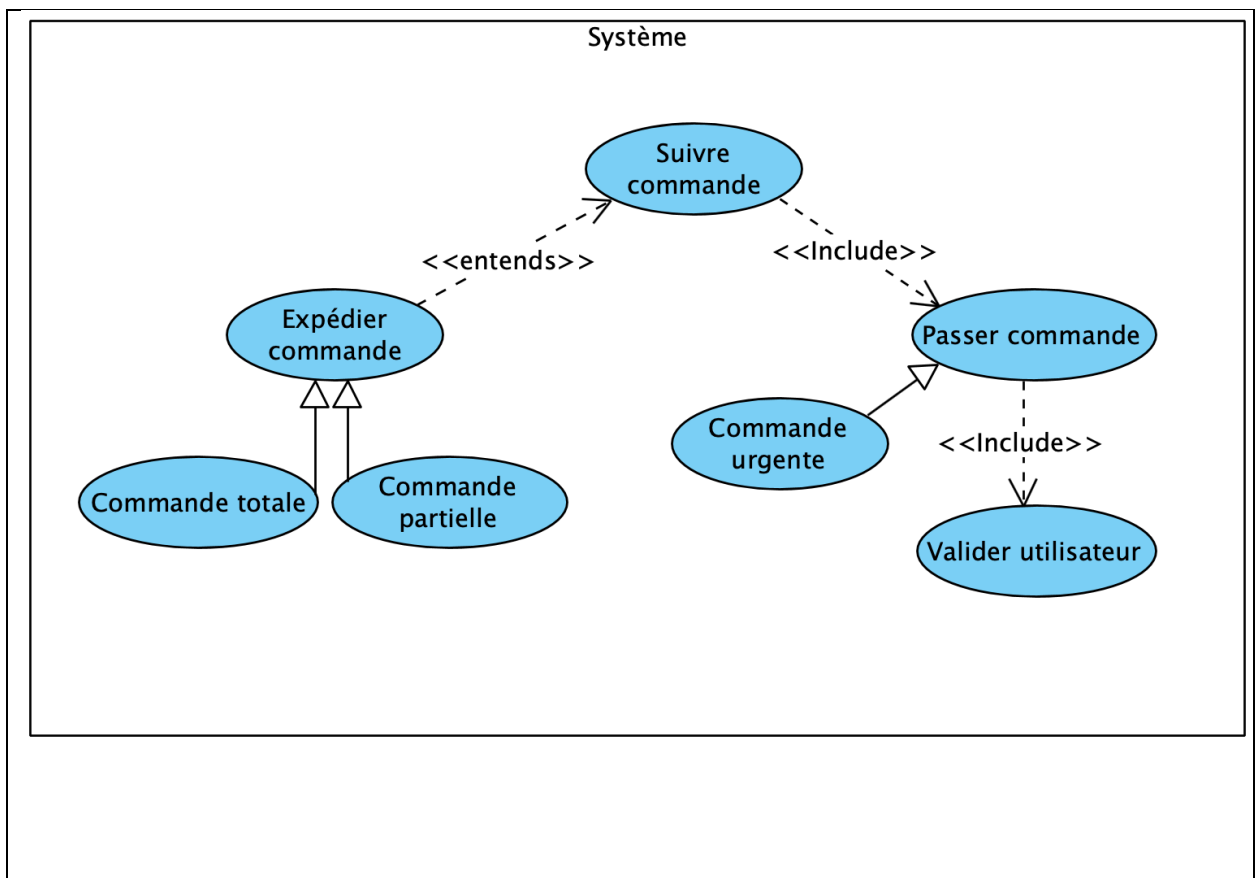 Système
Suivre
commande
<<entends>>
<<Include>>
Expédier
commande
Passer commande
Commande
urgente
<<Include>>
Commande totale
Commande
partielle
Valider utilisateur